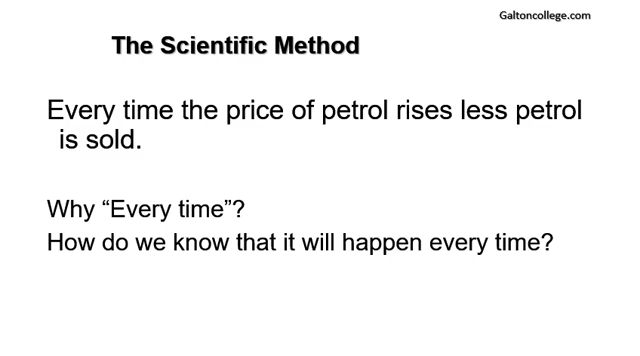 Galtoncollege.com
The Scientific Method
Every time the price of petrol rises less petrol
is sold.
Why “Every time”?
How do we know that it will happen every time?